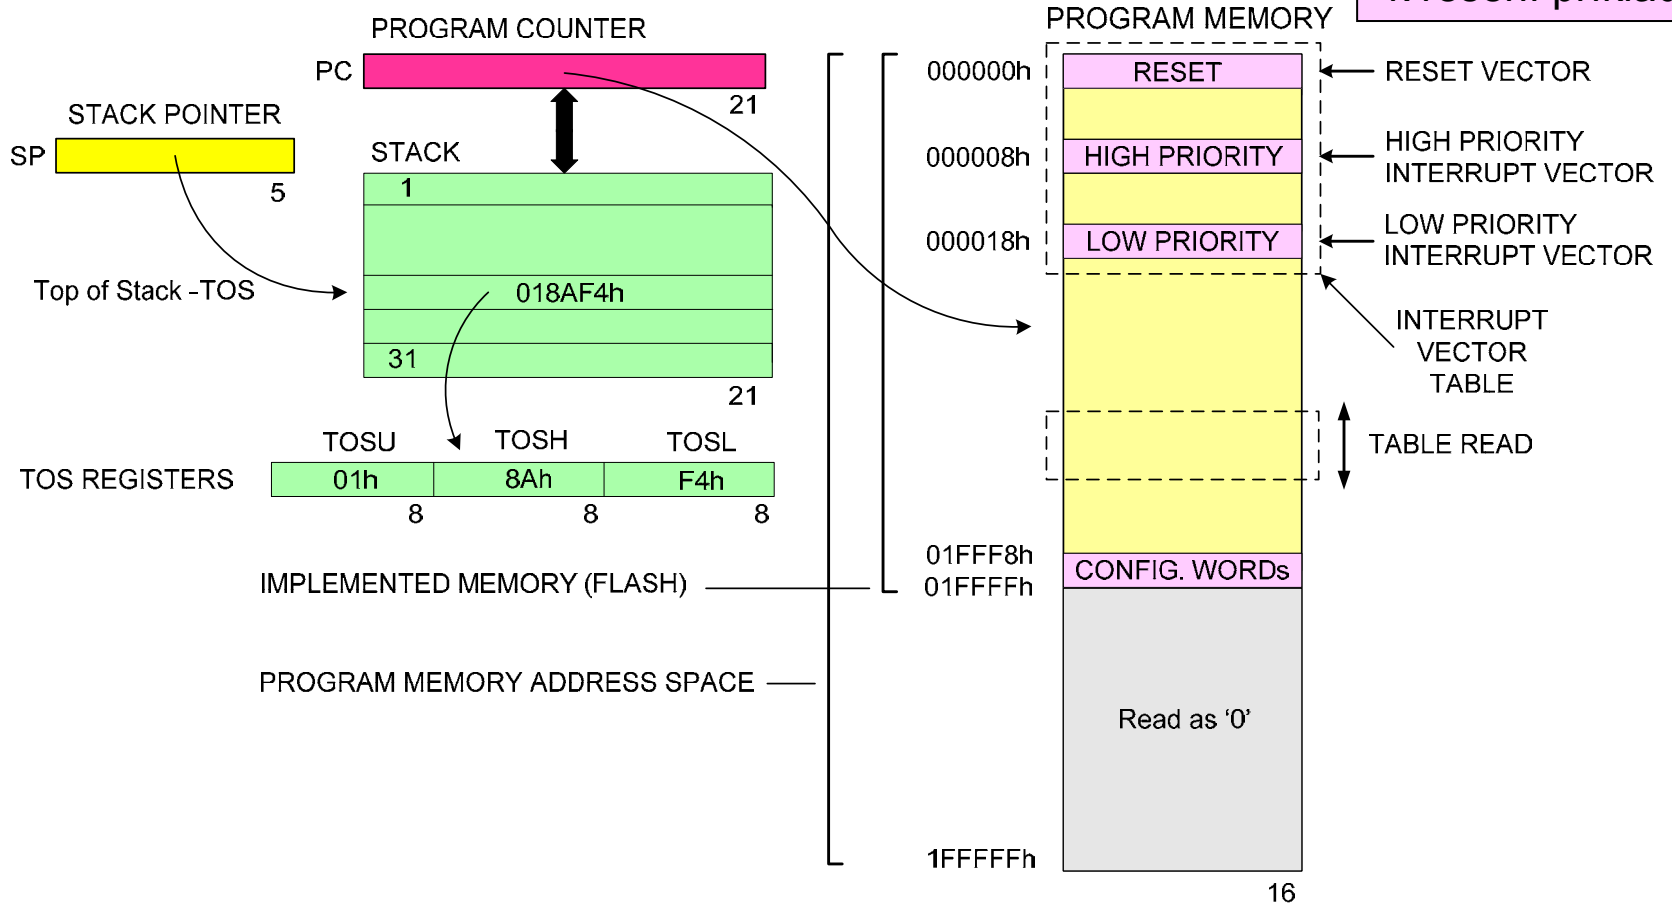 PROGRAM COUNTER
PC
21
STACK POINTER
SP
5
STACK
1
018AF4h
31
21
Top of Stack -TOS
TOSU
TOSH
TOSL
TOS REGISTERS
01h
8Ah
F4h
8
8
8
IMPLEMENTED MEMORY (FLASH)
PROGRAM MEMORY ADDRESS SPACE
PROGRAM MEMORY
000000h
RESET
RESET VECTOR
000008h
HIGH PRIORITY
HIGH PRIORITY
INTERRUPT VECTOR
000018h
LOW PRIORITY
LOW PRIORITY
INTERRUPT VECTOR
INTERRUPT
VECTOR
TABLE
TABLE READ
01FFF8h
CONFIG. WORDs
01FFFFh
Read as ‘0’
1FFFFFh
16